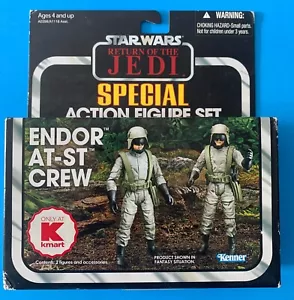 Ages 4 and up
STAR WARS
RETURN OF THE
JEDI
SPECIAL
ACTION FIGURE SET
WARNING:
CHOKING HAZARD-Small parts.
Not for children under 3 years.
ENDOR
AT-ST
CREW
ONLY AT
K
kmart
Contents: 2 figures and accessories
PRODUCT SHOWN IN
FANTASY SITUATION
Kenner